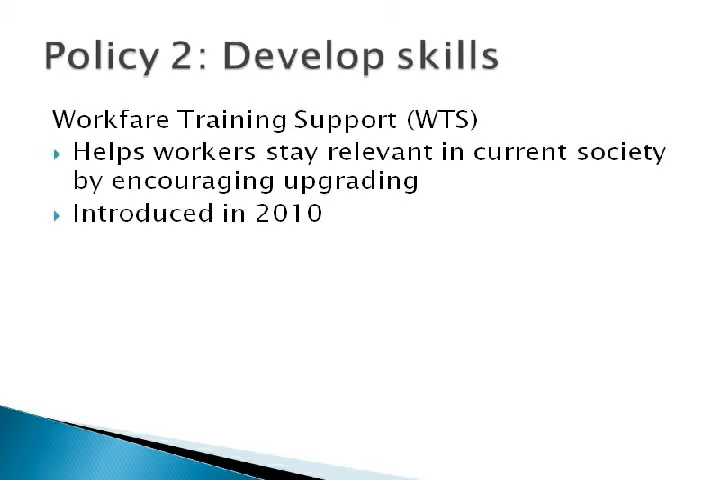 Policy 2: Develop skills
Workfare Training Support (WTS)
Helps workers stay relevant in current society
by encouraging upgrading
Introduced in 2010